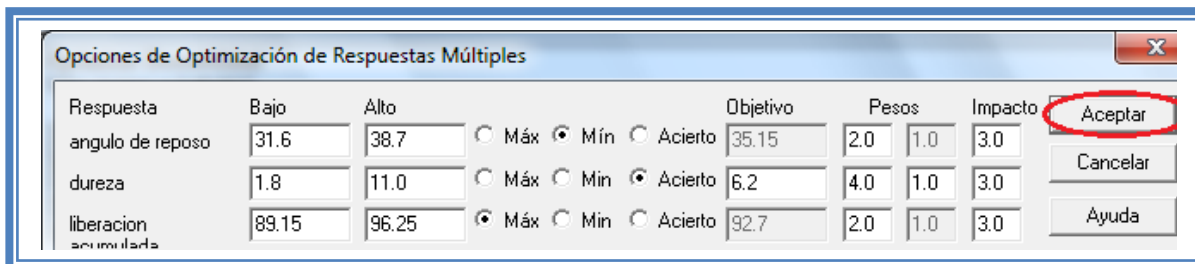 Opciones de Optimización de Respuestas Múltiples
Respuesta Bajo Alto Objetivo Pesos Impacto Aceptar
angulo de reposo 31.6 38.7 Máx Mín Acierto 35.15 2.0 1.0 3.0
Cancelar
dureza 1.8 11.0 Máx Min Acierto 6.2 4.0 1.0 3.0
liberacion 89.15 96.25 Máx Min Acierto 92.7 2.0 1.0 3.0 Ayuda
acumulada